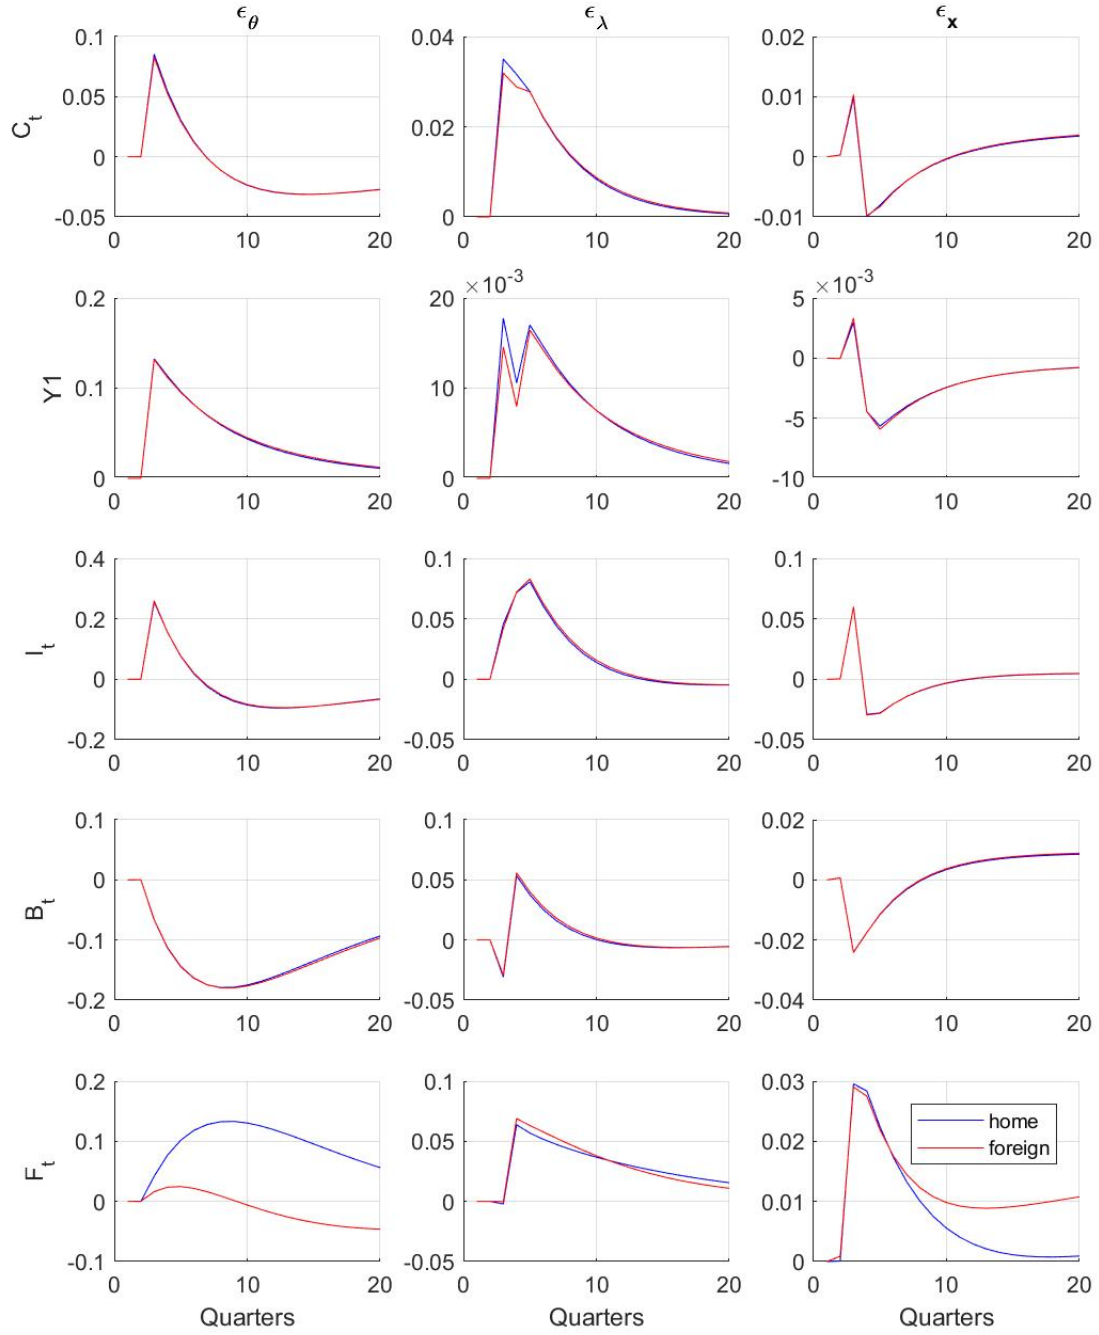 ϵθ ϵλ ϵx
0.1 0.04 0.02
0.05 0.01
Ct 0 0.02 0
-0.05 0 -0.01
0 10 20 0 10 20 0 10 20
×10-3 ×10-3
0.2 20 5
0
Y1 0.1 10
-5
0 0 -10
0 10 20 0 10 20 0 10 20
0.4 0.1 0.1
0.2 0.05 0.05
It
0 0 0
-0.2 -0.05 -0.05
0 10 20 0 10 20 0 10 20
0.1 0.1 0.02
0 0.05 0
Bt
-0.1 0 -0.02
-0.2 -0.05 -0.04
0 10 20 0 10 20 0 10 20
0.2 0.1 0.03
home
0.1 0.05 0.02
foreign
Ft
0 0 0.01
-0.1 -0.05 0
0 10 20 0 10 20 0 10 20
Quarters Quarters Quarters